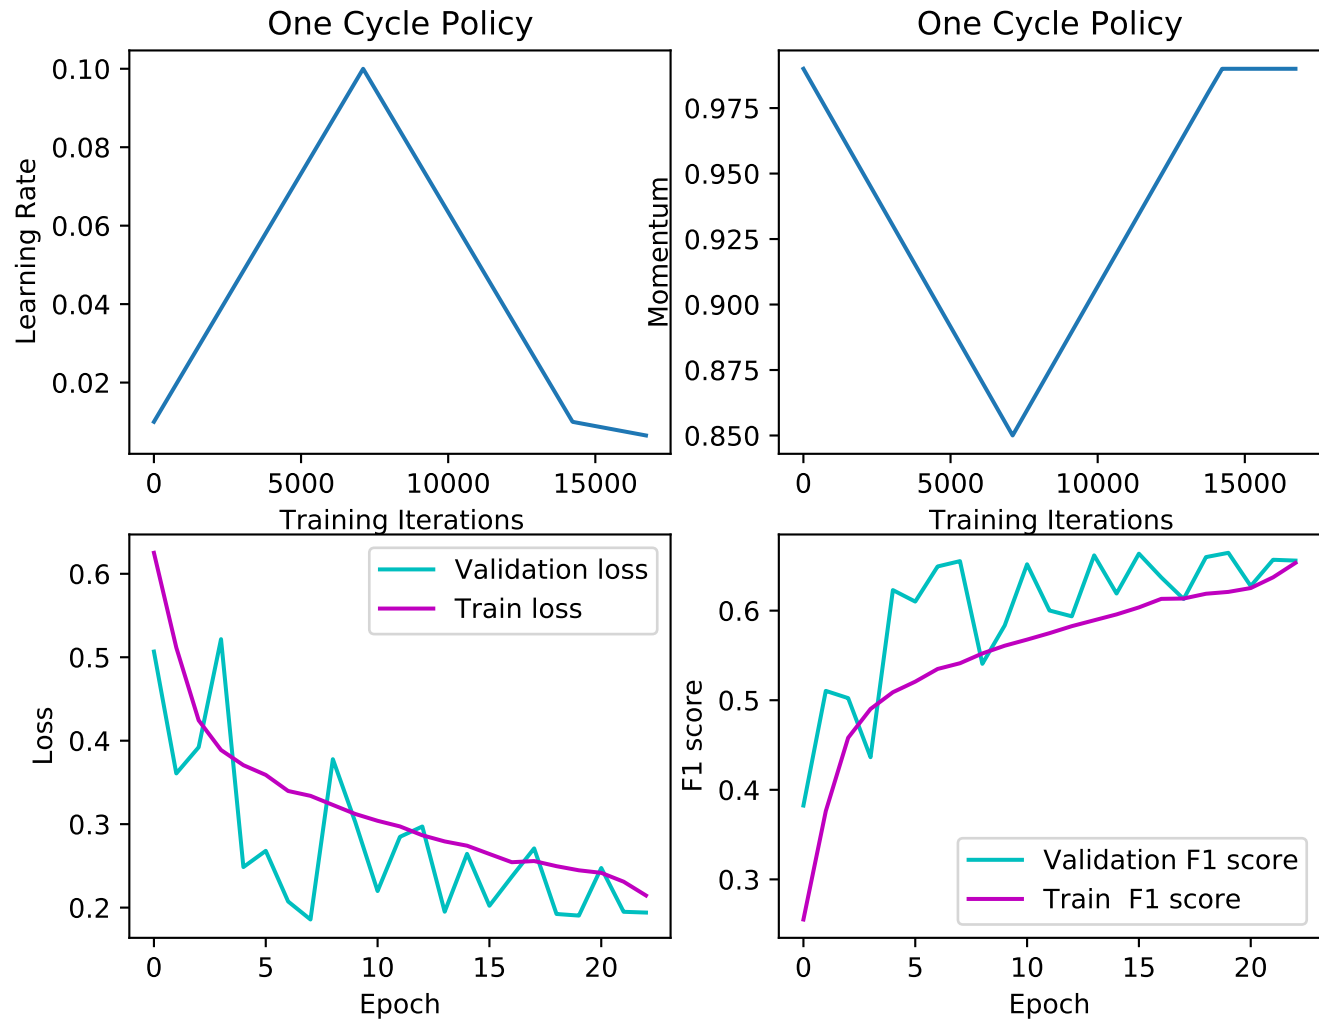 One Cycle Policy
Learning Rate
0.10
0.08
0.06
0.04
0.02
0 5000 10000 15000
Training Iterations
One Cycle Policy
Momentum
0.975
0.950
0.925
0.900
0.875
0.850
0 5000 10000 15000
Training Iterations
Loss
0.6
0.5
0.4
0.3
0.2
Validation loss
Train loss
0 5 10 15 20
Epoch
F1 score
0.6
0.5
0.4
0.3
Validation F1 score
Train F1 score
0 5 10 15 20
Epoch